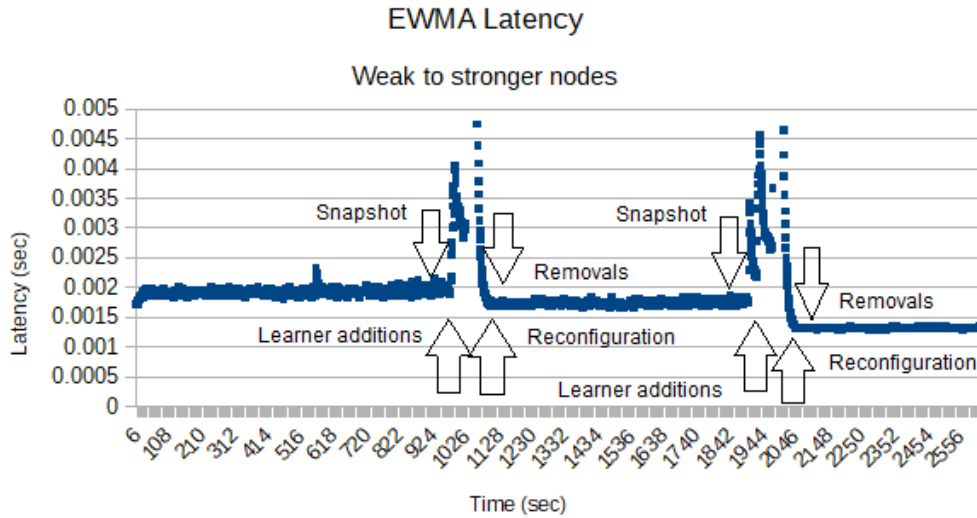 EWMA Latency
Weak to stronger nodes
0.005
0.0045
0.004
0.0035
0.003
0.0025
0.002
0.0015
0.001
0.0005
0
Latency (sec)
Snapshot
Removals
Learner additions
Reconfiguration
Snapshot
Removals
Learner additions
Reconfiguration
6 108 210 312 414 516 618 720 822 924 1026 1128 1230 1332 1434 1536 1638 1740 1842 1944 2046 2148 2250 2352 2454 2556
Time (sec)